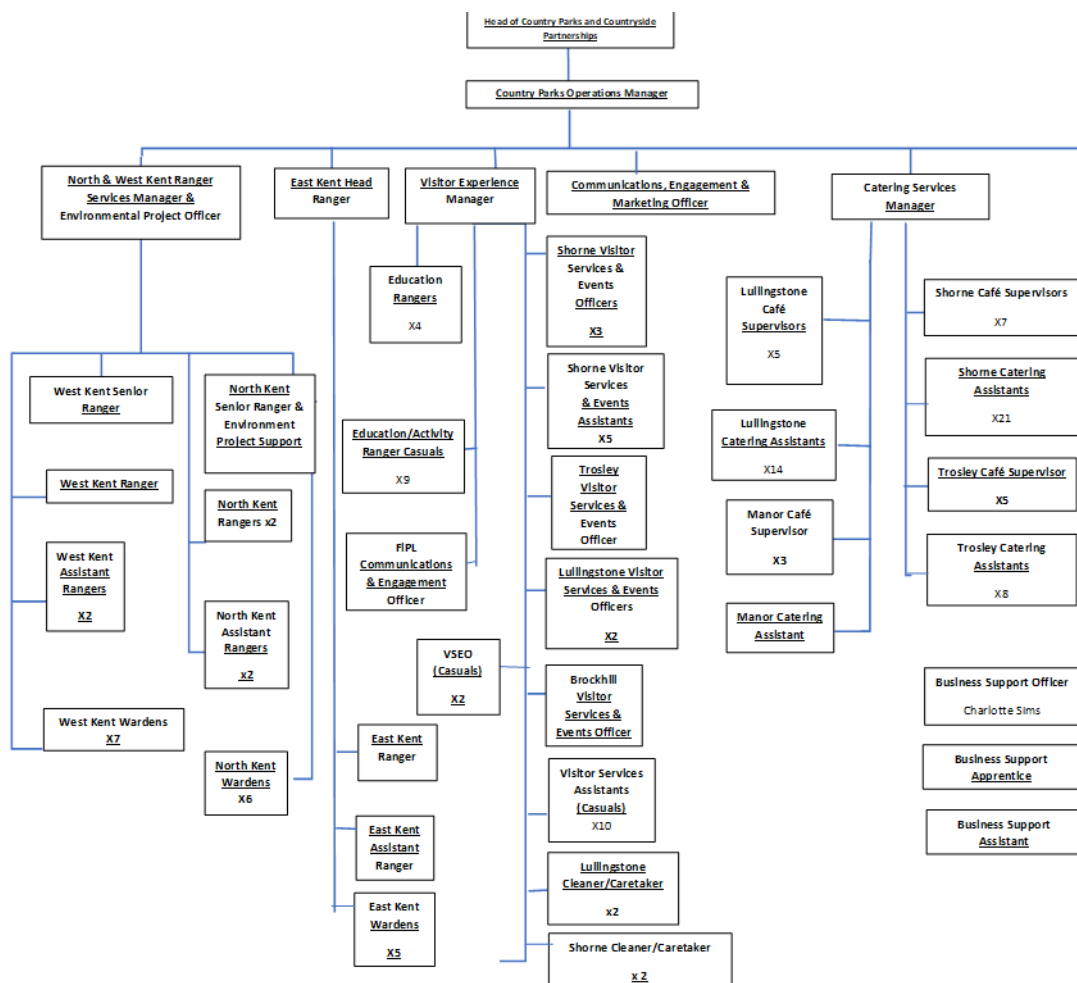 Head of Country Parks and Countryside
Partnerships
Country Parks Operations Manager
North & West Kent Ranger
Services Manager &
Environmental Project Officer
East Kent Head
Ranger
Visitor Experience
Manager
Communications, Engagement &
Marketing Officer
Catering Services
Manager
Education
Rangers
X4
Shorne Visitor
Services &
Events
Officers
X3
Lullingstone
Café
Supervisors
X5
Shorne Café Supervisors
X7
West Kent Senior
Ranger
North Kent
Senior Ranger &
Environment
Project Support
Shorne Visitor
Services
& Events
Assistants
X5
Shorne Catering
Assistants
X21
Education/Activity
Ranger Casuals
X9
Lullingstone
Catering Assistants
X14
West Kent Ranger
North Kent
Rangers x2
Trosley
Visitor
Services &
Events
Officer
Trosley Café Supervisor
X5
Manor Café
Supervisor
X3
West Kent
Assistant
Rangers
X2
FiPL
Communications
& Engagement
Officer
Lullingstone Visitor
Services & Events
Officers
X2
Trosley Catering
Assistants
X8
North Kent
Assistant
Rangers
x2
Manor Catering
Assistant
VSEO
(Casuals)
X2
Brockhill
Visitor
Services &
Events Officer
Business Support Officer
Charlotte Sims
West Kent Wardens
X7
East Kent
Ranger
North Kent
Wardens
X6
Visitor Services
Assistants
(Casuals)
X10
Business Support
Apprentice
East Kent
Assistant
Ranger
Business Support
Assistant
Lullingstone
Cleaner/Caretaker
x2
East Kent
Wardens
X5
Shorne Cleaner/Caretaker
x 2